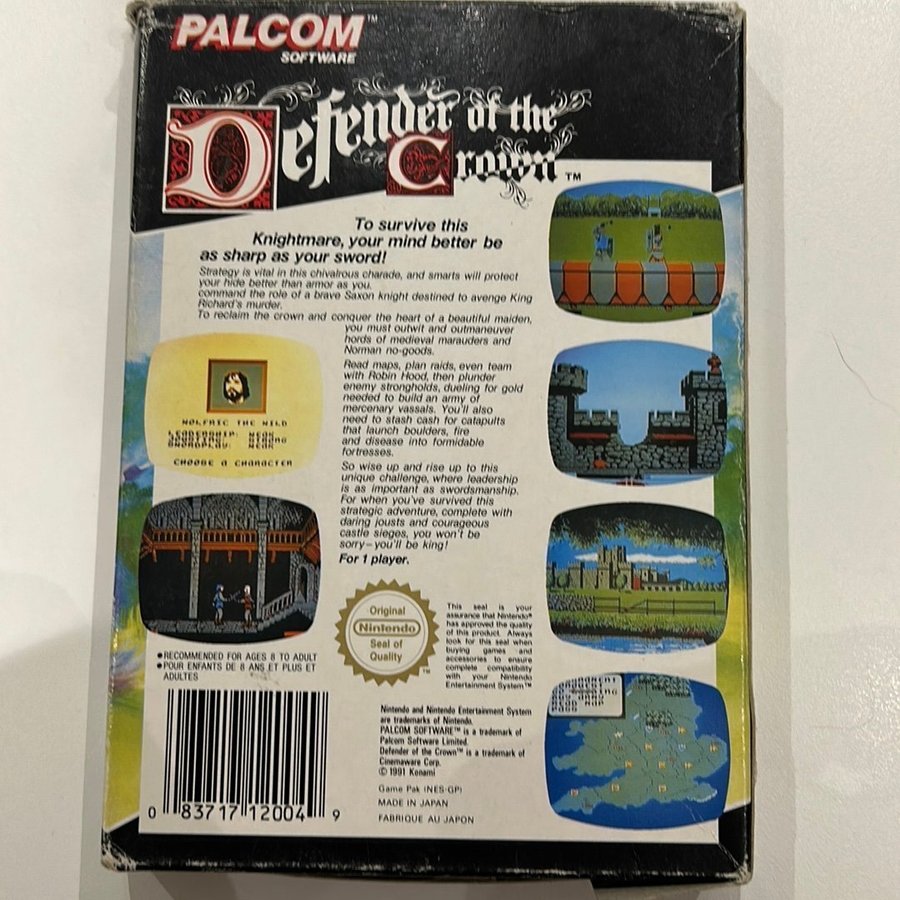 PALCOM™
SOFTWARE
Defender of the
Crown™
To survive this
Knightmare, your mind better be
as sharp as your sword!
Strategy is vital in this chivalrous charade, and smarts will protect
your hide better than armor as you.
command the role of a brave Saxon knight destined to avenge King
Richard's murder.
To reclaim the crown and conquer the heart of a beautiful maiden,
you must outwit and outmaneuver
hords of medieval marauders and
Norman no-goods.
Read maps, plan raids, even team
with Robin Hood, then plunder
enemy strongholds, dueling for gold
needed to build an army of
mercenary vassals. You'll also
need to stash cash for catapults
that launch boulders, fire
and disease into formidable
fortresses.
So wise up and rise up to this
unique challenge, where leadership
is as important as swordsmanship.
For when you've survived this
strategic adventure, complete with
daring jousts and courageous
castle sieges, you won't be
sorry–you'll be king!
For 1 player.
WOLFRIC THE WILD
LEADERSHIP: WEAK
STRONG
SWORDPLAY: WEAK
CHOOSE A CHARACTER
•RECOMMENDED FOR AGES 8 TO ADULT
•POUR ENFANTS DE 8 ANS ET PLUS ET
ADULTES
Original
Nintendo
Seal of
Quality
™
This seal is your
assurance that Nintendo®
has approved the quality
of this product. Always
look for this seal when
buying games and
accessories to ensure
complete compatibility
with your Nintendo
Entertainment System™
Nintendo and Nintendo Entertainment System
are trademarks of Nintendo.
PALCOM SOFTWARE™ is a trademark of
Palcom Software Limited.
Defender of the Crown™ is a trademark of
Cinemaware Corp.
© 1991 Konami
Game Pak (NES-GP)
MADE IN JAPAN
FABRIQUE AU JAPON
0 83717 12004 9
READ MAP